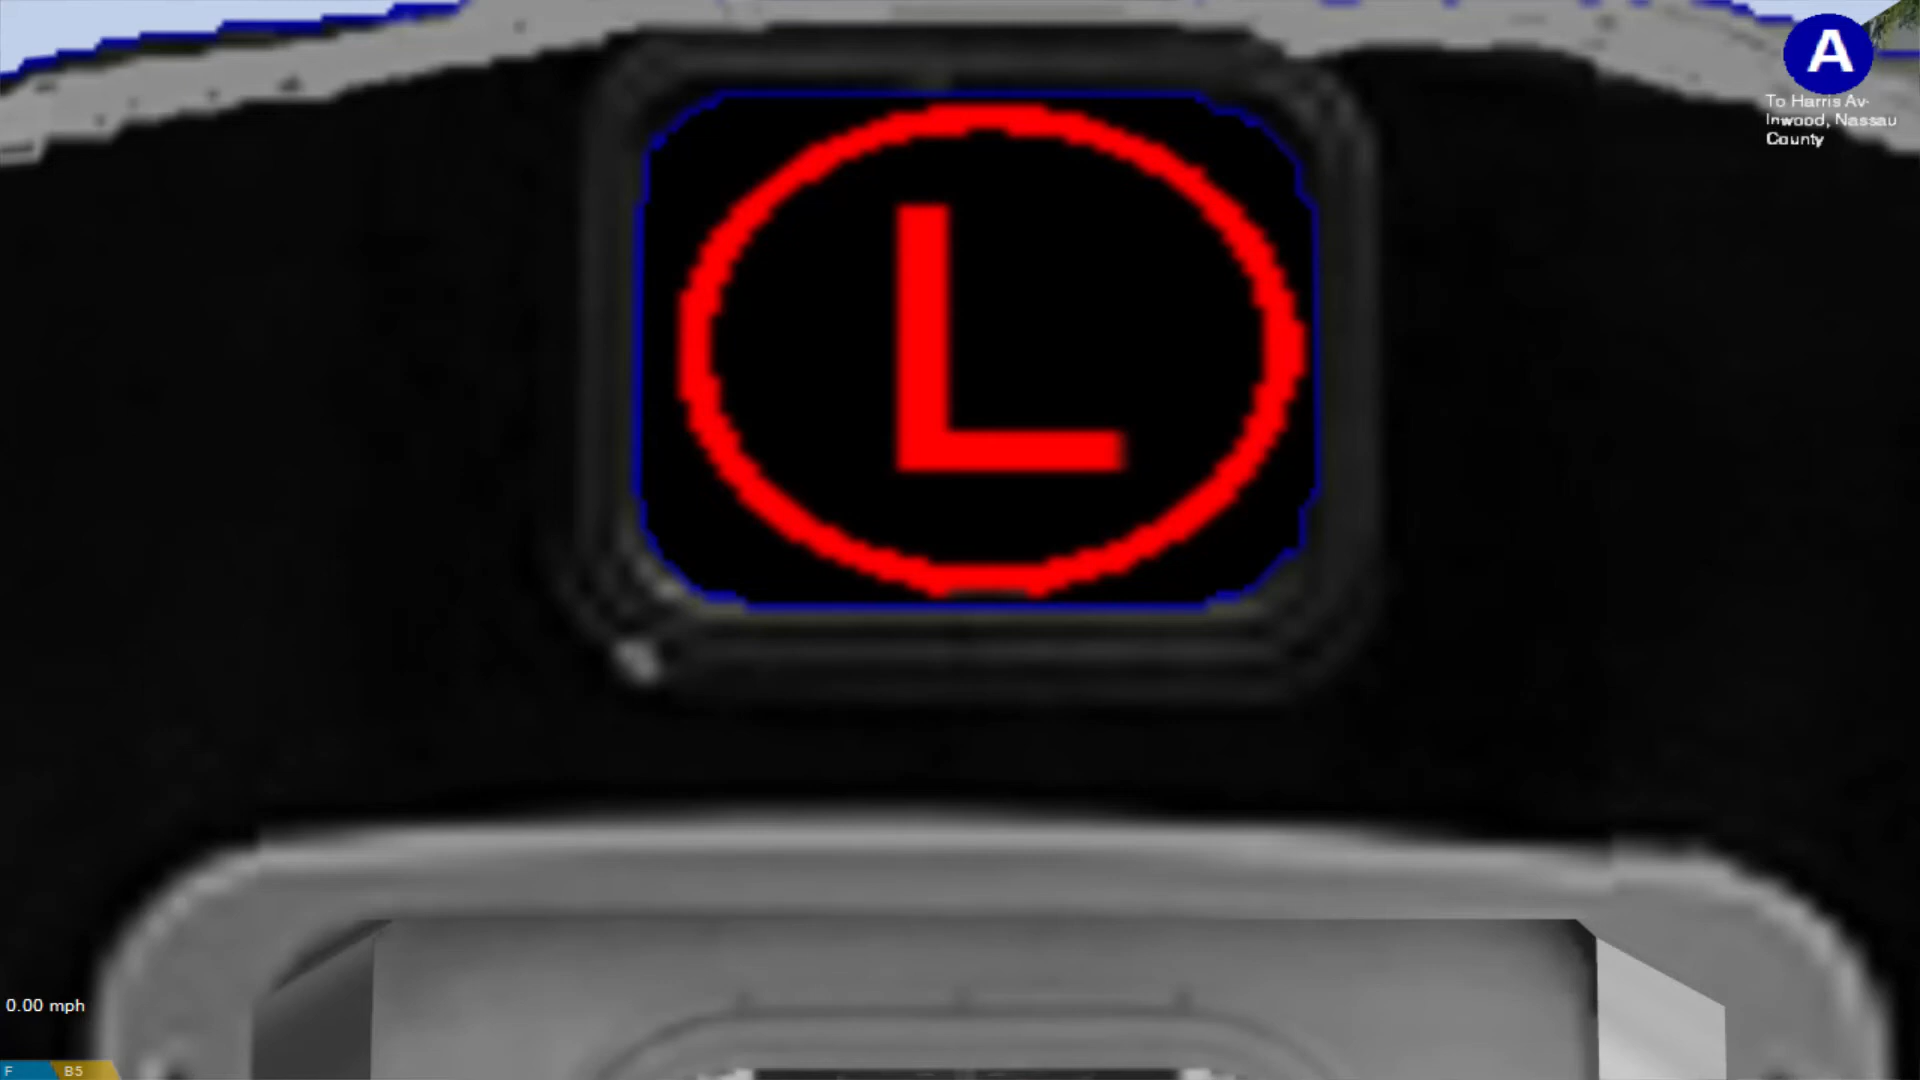 L
A
To Harris Av-
Inwood, Nassau
County
0.00 mph
F B5